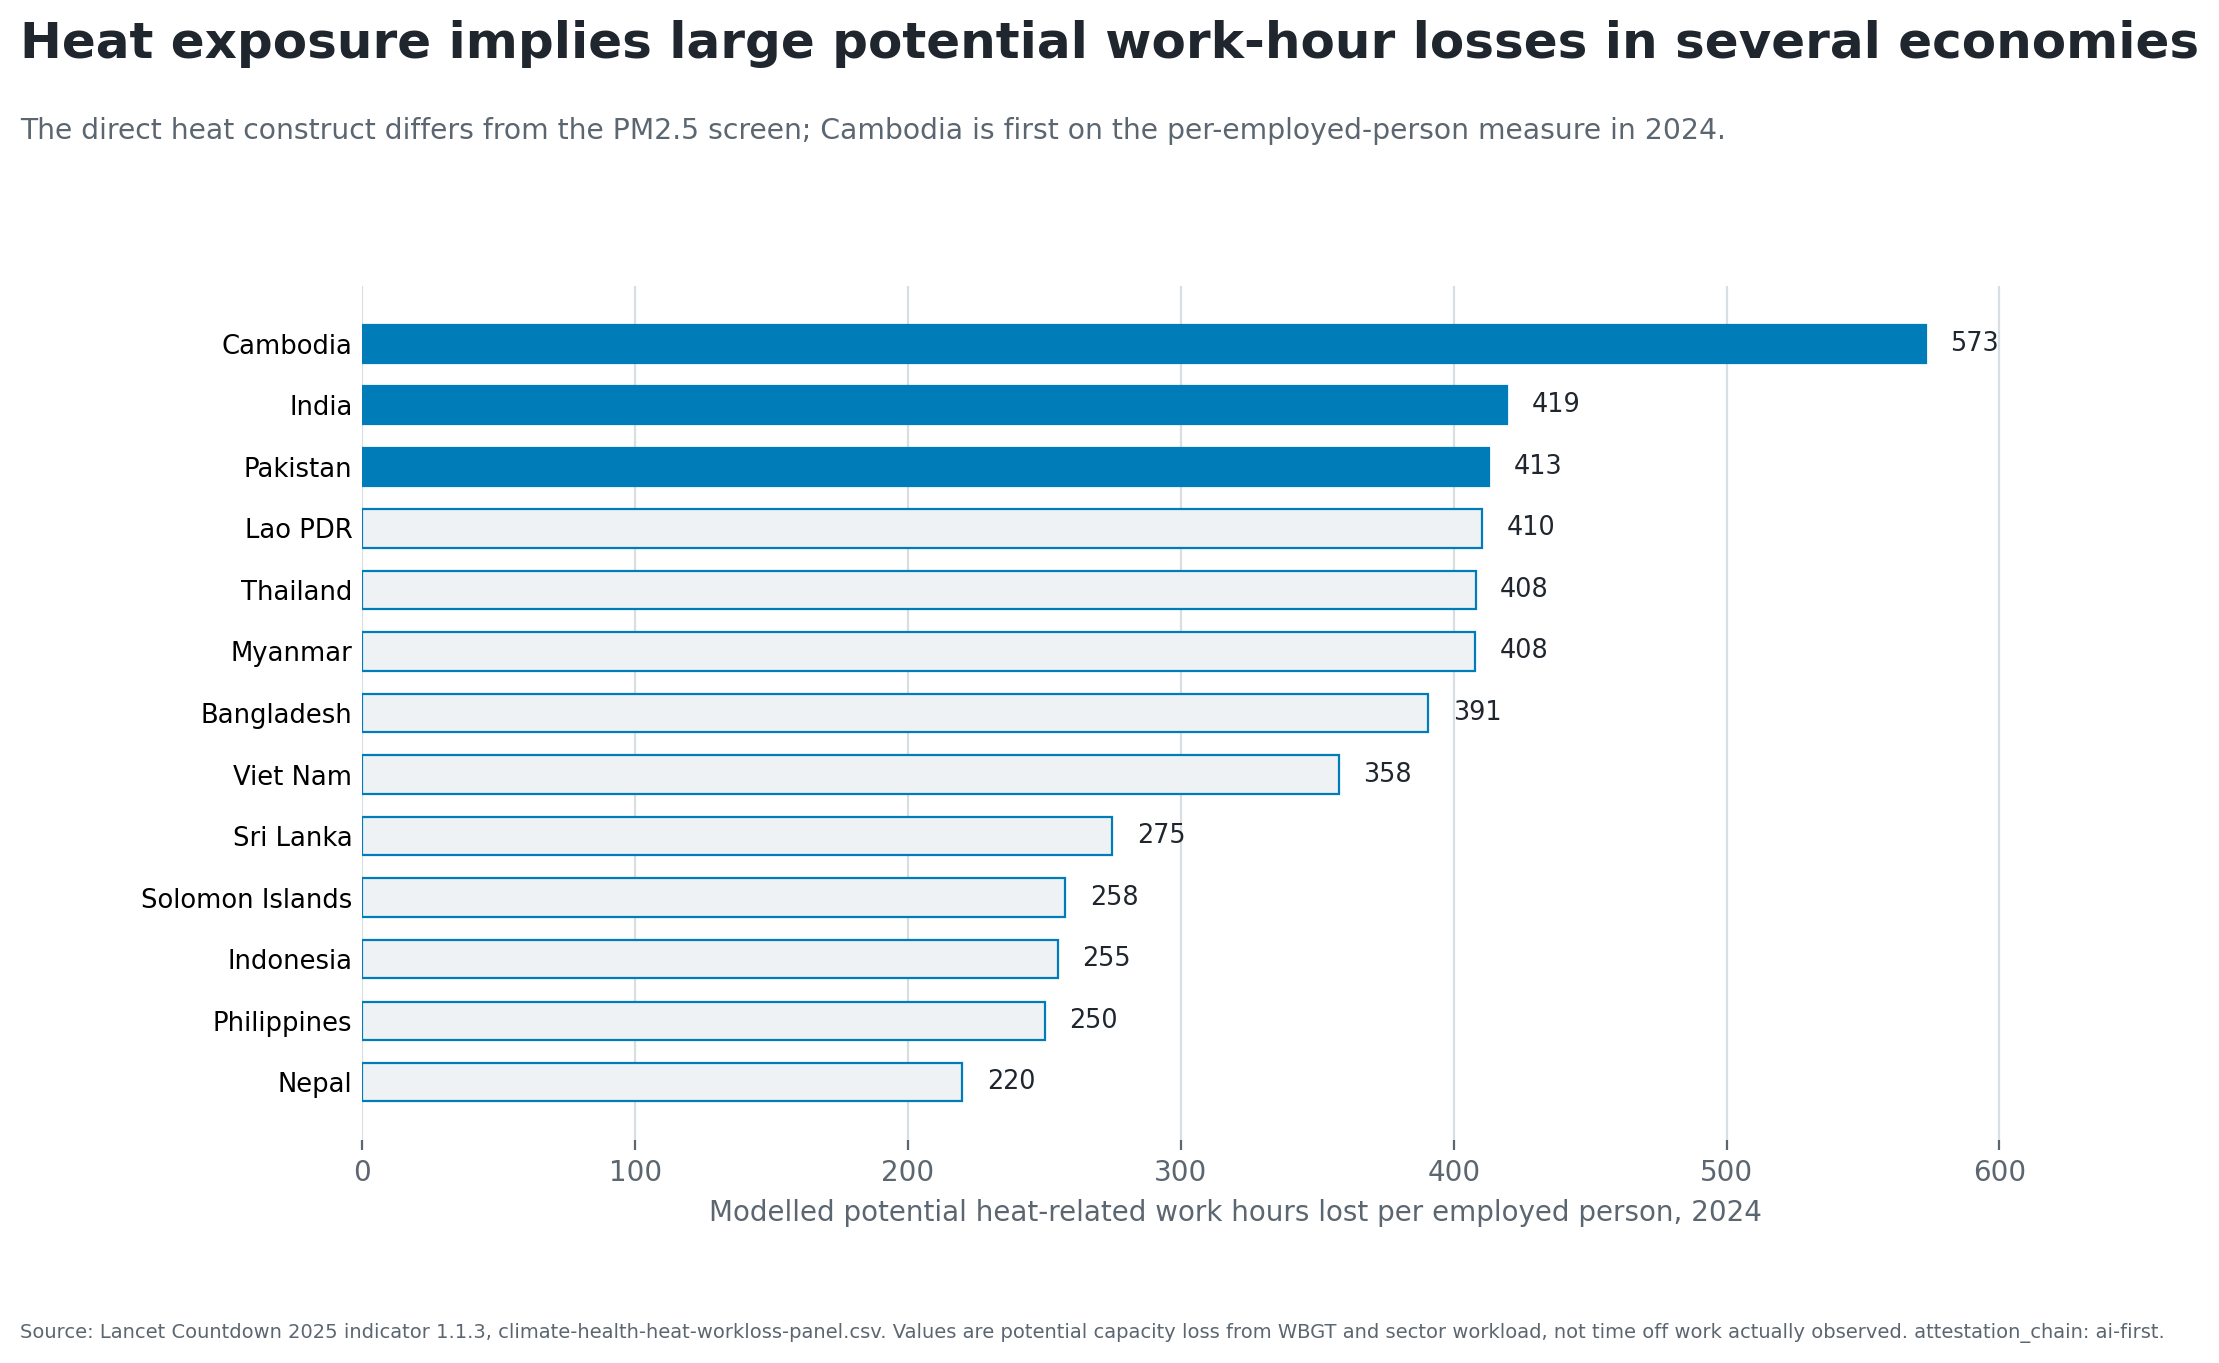 Heat exposure implies large potential work-hour losses in several economies
The direct heat construct differs from the PM2.5 screen; Cambodia is first on the per-employed-person measure in 2024.
Cambodia 573
India 419
Pakistan 413
Lao PDR 410
Thailand 408
Myanmar 408
Bangladesh 391
Viet Nam 358
Sri Lanka 275
Solomon Islands 258
Indonesia 255
Philippines 250
Nepal 220
0 100 200 300 400 500 600
Modelled potential heat-related work hours lost per employed person, 2024
Source: Lancet Countdown 2025 indicator 1.1.3, climate-health-heat-workloss-panel.csv. Values are potential capacity loss from WBGT and sector workload, not time off work actually observed. attestation_chain: ai-first.